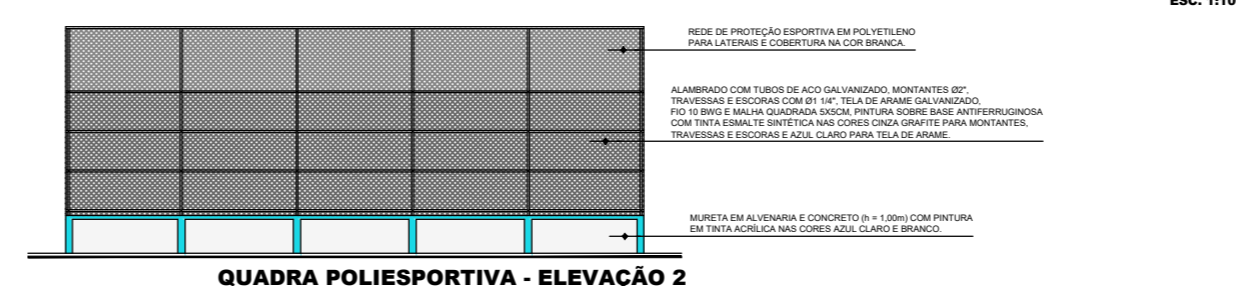 ESC. 1:10
REDE DE PROTEÇÃO ESPORTIVA EM POLYETILENO
PARA LATERAIS E COBERTURA NA COR BRANCA.
ALAMBRADO COM TUBOS DE ACO GALVANIZADO, MONTANTES Ø2",
TRAVESSAS E ESCORAS COM Ø1 1/4", TELA DE ARAME GALVANIZADO,
FIO 10 BWG E MALHA QUADRADA 5X5CM, PINTURA SOBRE BASE ANTIFERRUGINOSA
COM TINTA ESMALTE SINTÉTICA NAS CORES CINZA GRAFITE PARA MONTANTES,
TRAVESSAS E ESCORAS E AZUL CLARO PARA TELA DE ARAME.
MURETA EM ALVENARIA E CONCRETO (h = 1,00m) COM PINTURA
EM TINTA ACRÍLICA NAS CORES AZUL CLARO E BRANCO.
QUADRA POLIESPORTIVA - ELEVAÇÃO 2